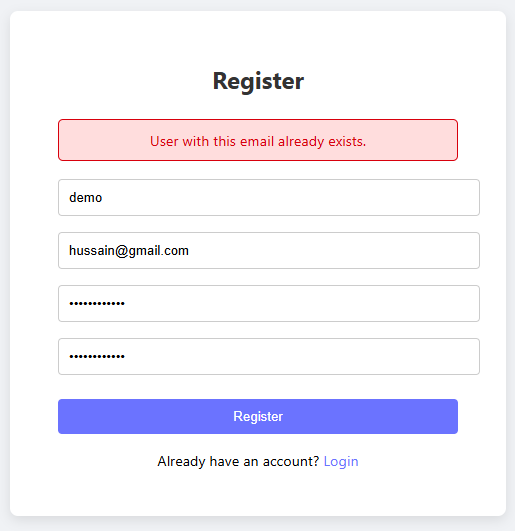 Register
User with this email already exists.
demo
hussain@gmail.com
••••••••••••
••••••••••••
Register
Already have an account? Login